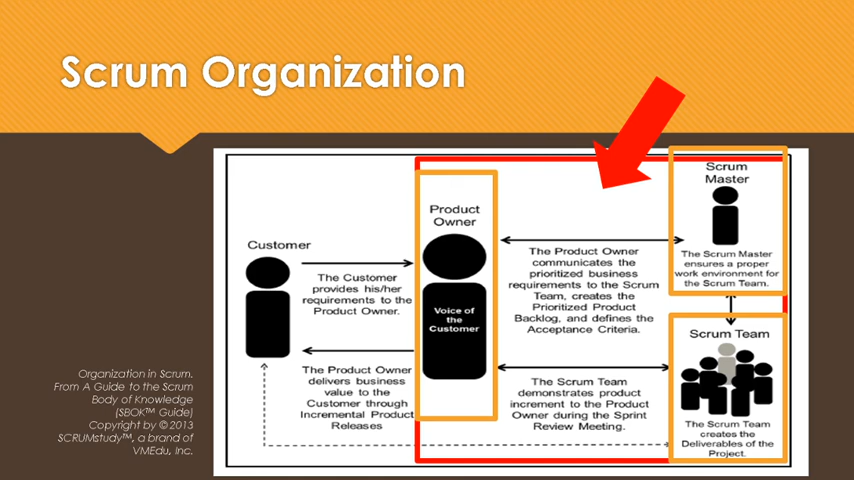 Scrum Organization
Customer
The Customer
provides his/her
requirements to the
Product Owner.
The Product Owner
delivers business
value to the
Customer through
Incremental Product
Releases
Product
Owner
Voice of
the
Customer
The Product Owner
communicates the
prioritized business
requirements to the Scrum
Team, creates the
Prioritized Product
Backlog, and defines the
Acceptance Criteria.
The Scrum Team
demonstrates product
increment to the Product
Owner during the Sprint
Review Meeting.
Scrum
Master
The Scrum Master
ensures a proper
work environment for
the Scrum Team.
Scrum Team
The Scrum Team
creates the
Deliverables of the
Project.
Organization in Scrum.
From A Guide to the Scrum
Body of Knowledge
(SBOK™ Guide)
Copyright by ©2013
SCRUMstudy™, a brand of
VMEdu, Inc.